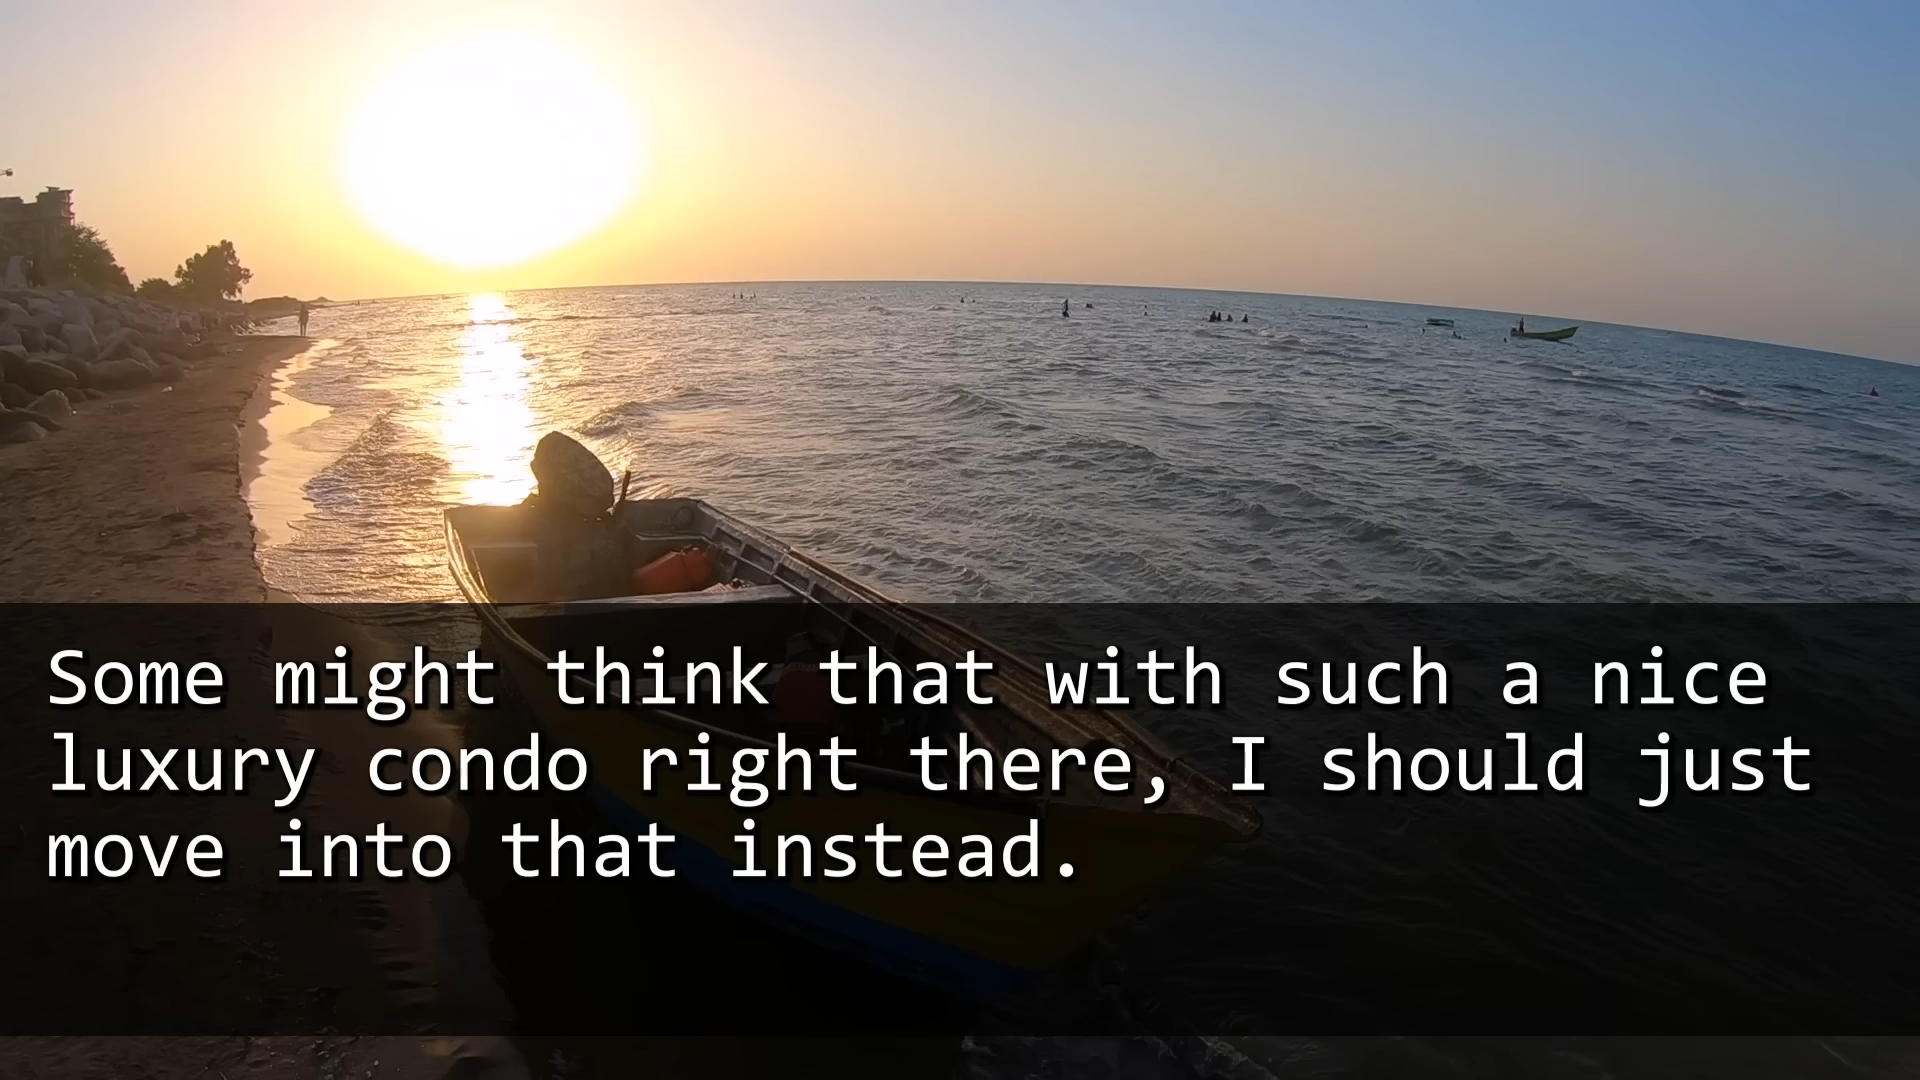 Some might think that with such a nice
luxury condo right there, I should just
move into that instead.